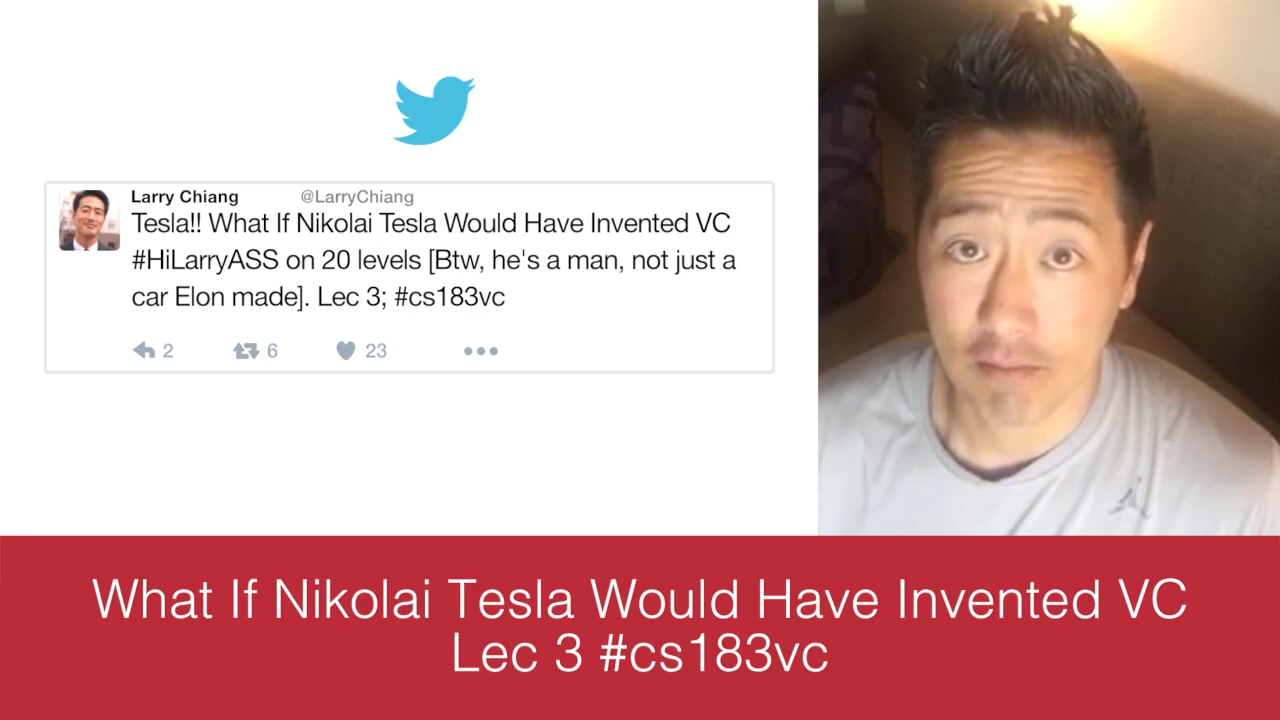 Larry Chiang @LarryChiang
Tesla!! What If Nikolai Tesla Would Have Invented VC
#HiLarryASS on 20 levels [Btw, he's a man, not just a
car Elon made]. Lec 3; #cs183vc
2 6 23
What If Nikolai Tesla Would Have Invented VC
Lec 3 #cs183vc